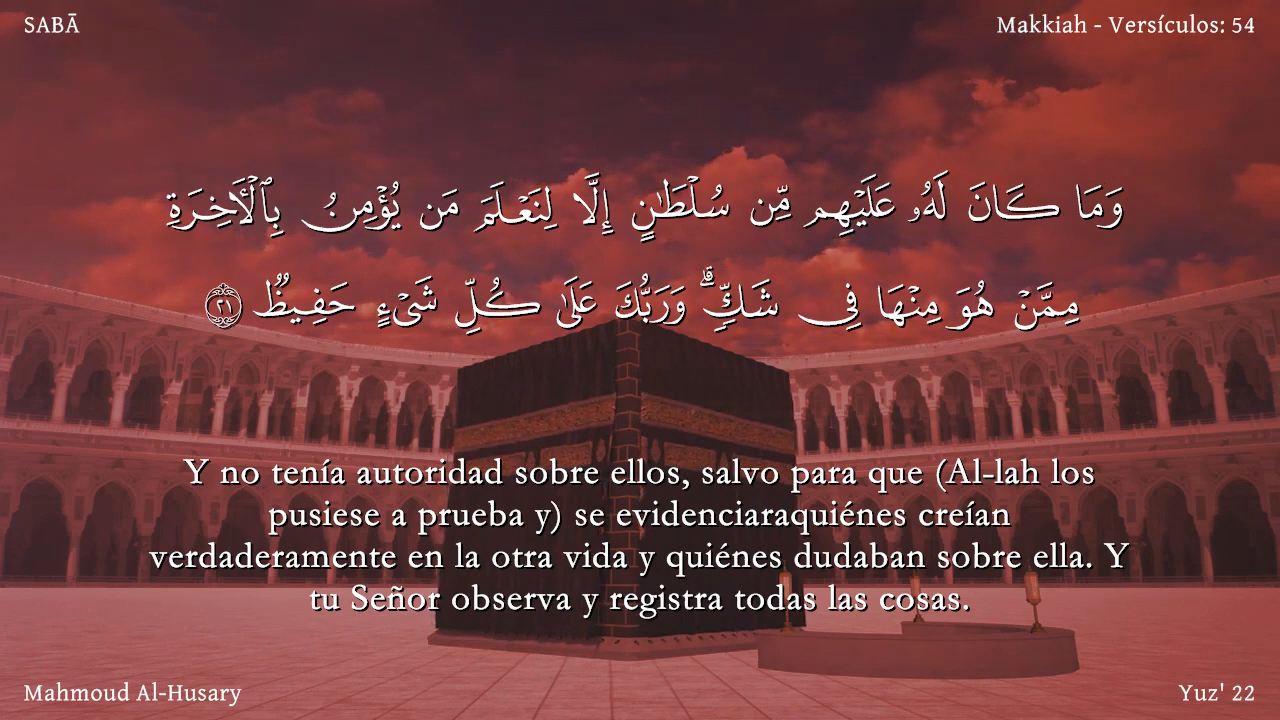 SABĀ
Makkiah - Versículos: 54
وَمَا كَانَ لَهُۥ عَلَيْهِم مِّن سُلْطَٰنٍ إِلَّا لِنَعْلَمَ مَن يُؤْمِنُ بِٱلْءَاخِرَةِ
مِمَّنْ هُوَ مِنْهَا فِى شَكٍّۢ ۗ وَرَبُّكَ عَلَىٰ كُلِّ شَىْءٍ حَفِيظٌۭ ٢١
Y no tenía autoridad sobre ellos, salvo para que (Al-lah los
pusiese a prueba y) se evidenciaraquiénes creían
verdaderamente en la otra vida y quiénes dudaban sobre ella. Y
tu Señor observa y registra todas las cosas.
Mahmoud Al-Husary
Yuz' 22